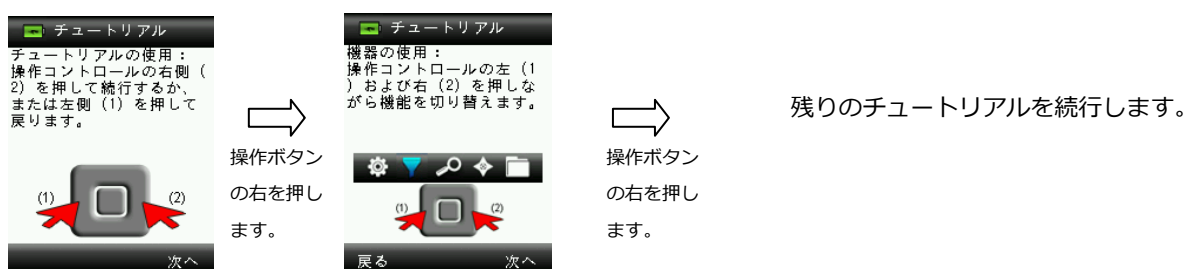 チュートリアル
チュートリアルの使用：
操作コントロールの右側（
2）を押して続行するか、
または左側（1）を押して
戻ります。
(1)
(2)
次へ
操作ボタン
の右を押し
ます。
チュートリアル
機器の使用：
操作コントロールの左（1
）および右（2）を押しな
がら機能を切り替えます。
(1)
(2)
戻る 次へ
操作ボタン
の右を押し
ます。
残りのチュートリアルを続行します。